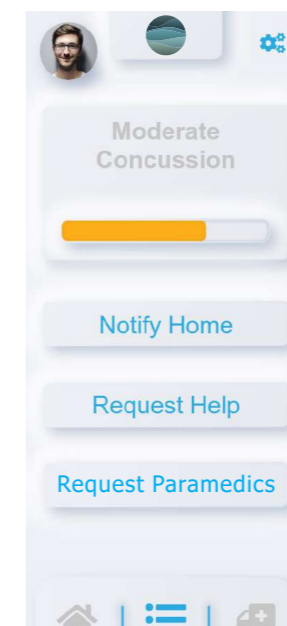 Moderate
Concussion
Notify Home
Request Help
Request Paramedics